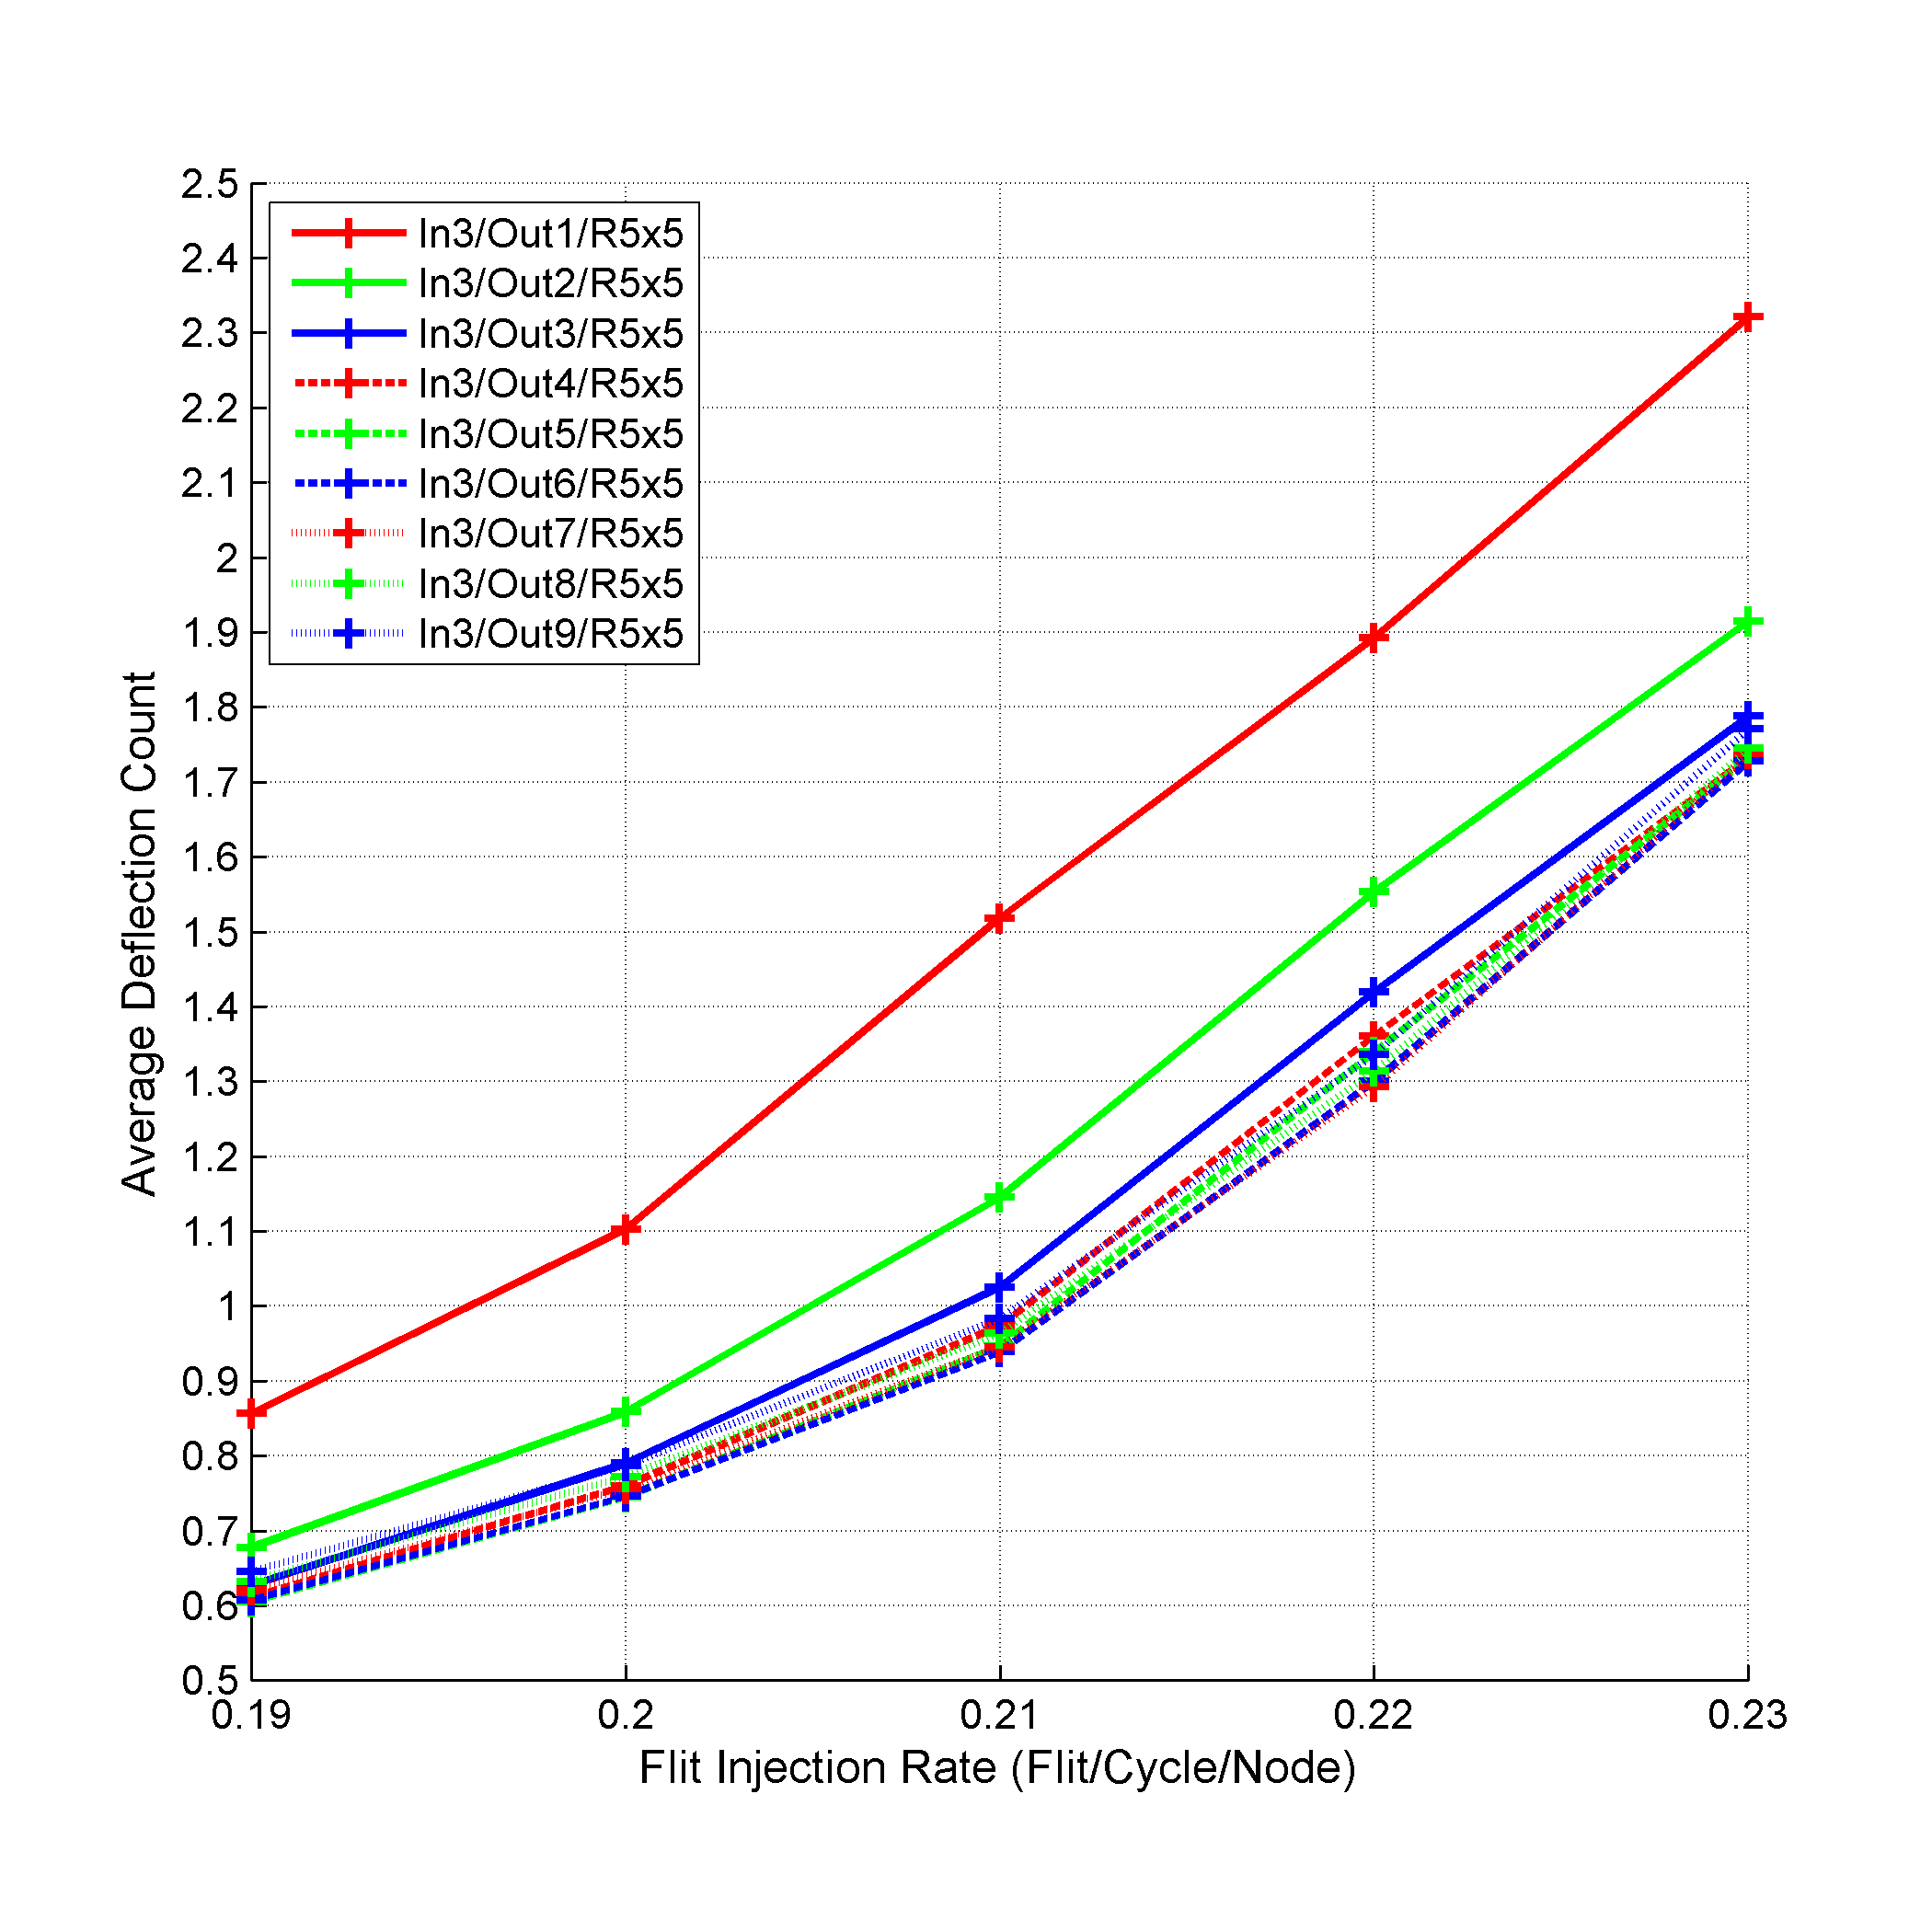 2.5
2.4
2.3
2.2
2.1
2
1.9
1.8
1.7
1.6
1.5
1.4
1.3
1.2
1.1
1
0.9
0.8
0.7
0.6
0.5
In3/Out1/R5x5
In3/Out2/R5x5
In3/Out3/R5x5
In3/Out4/R5x5
In3/Out5/R5x5
In3/Out6/R5x5
In3/Out7/R5x5
In3/Out8/R5x5
In3/Out9/R5x5
Average Deflection Count
0.19 0.2 0.21 0.22 0.23
Flit Injection Rate (Flit/Cycle/Node)